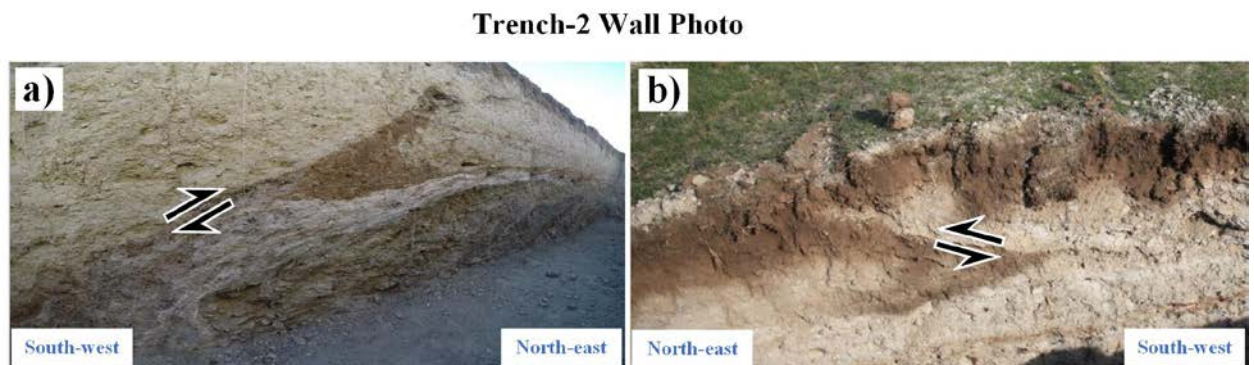 Trench-2 Wall Photo
a)
b)
South-west
North-east
North-east
South-west